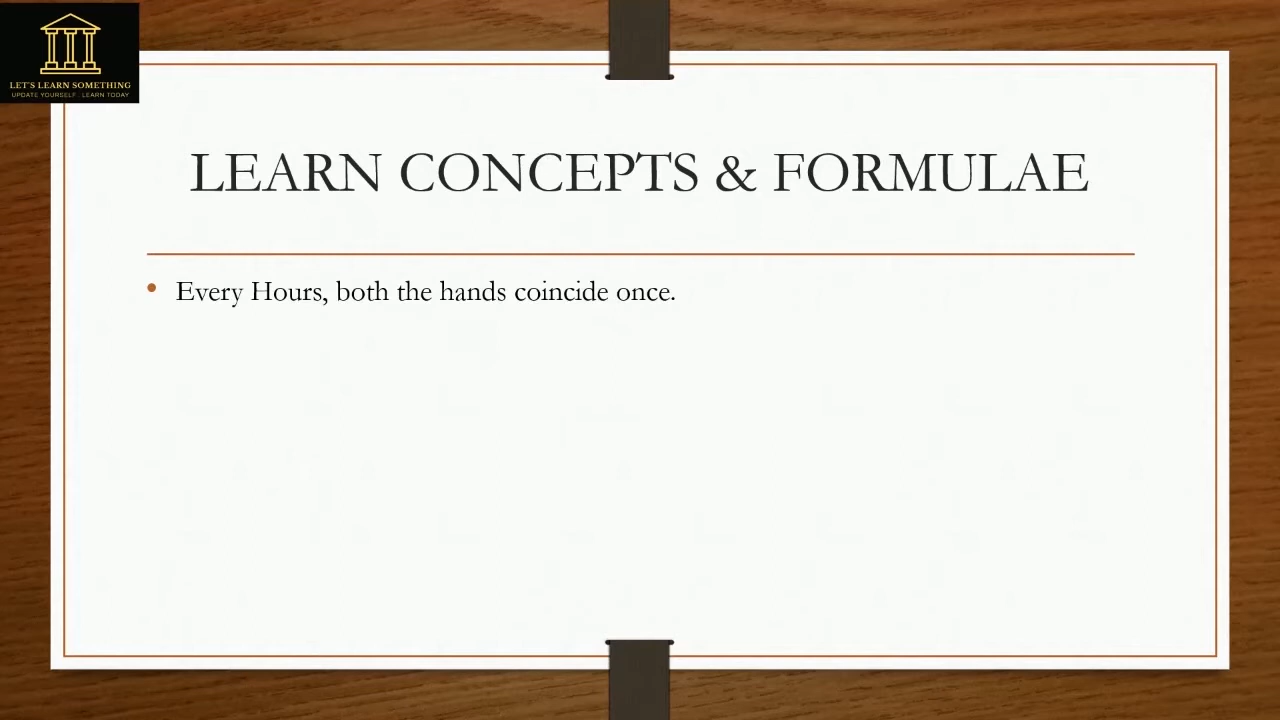 LET'S LEARN SOMETHING
UPDATE YOURSELF..LEARN TODAY
LEARN CONCEPTS & FORMULAE
• Every Hours, both the hands coincide once.